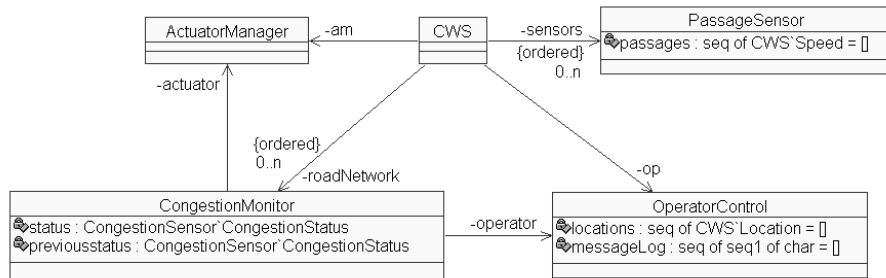 ActuatorManager
-am
CWS
-sensors
{ordered}
0..n
PassageSensor
passages : seq of CWS`Speed = []
-actuator
{ordered}
0..n
-roadNetwork
-op
CongestionMonitor
status : CongestionSensor`CongestionStatus
previousstatus : CongestionSensor`CongestionStatus
-operator
OperatorControl
locations : seq of CWS`Location = []
messageLog : seq of seq1 of char = []